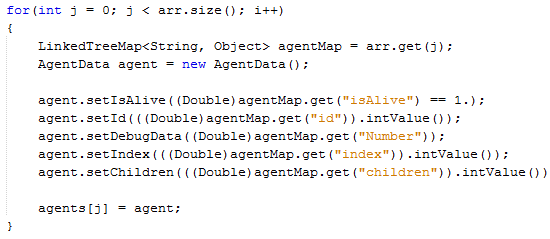 for(int j = 0; j < arr.size(); i++)
{
LinkedTreeMap<String, Object> agentMap = arr.get(j);
AgentData agent = new AgentData();
agent.setIsAlive((Double)agentMap.get("isAlive") == 1.);
agent.setId(((Double)agentMap.get("id")).intValue());
agent.setDebugData((Double)agentMap.get("Number"));
agent.setIndex(((Double)agentMap.get("index")).intValue());
agent.setChildren(((Double)agentMap.get("children")).intValue())
agents[j] = agent;
}